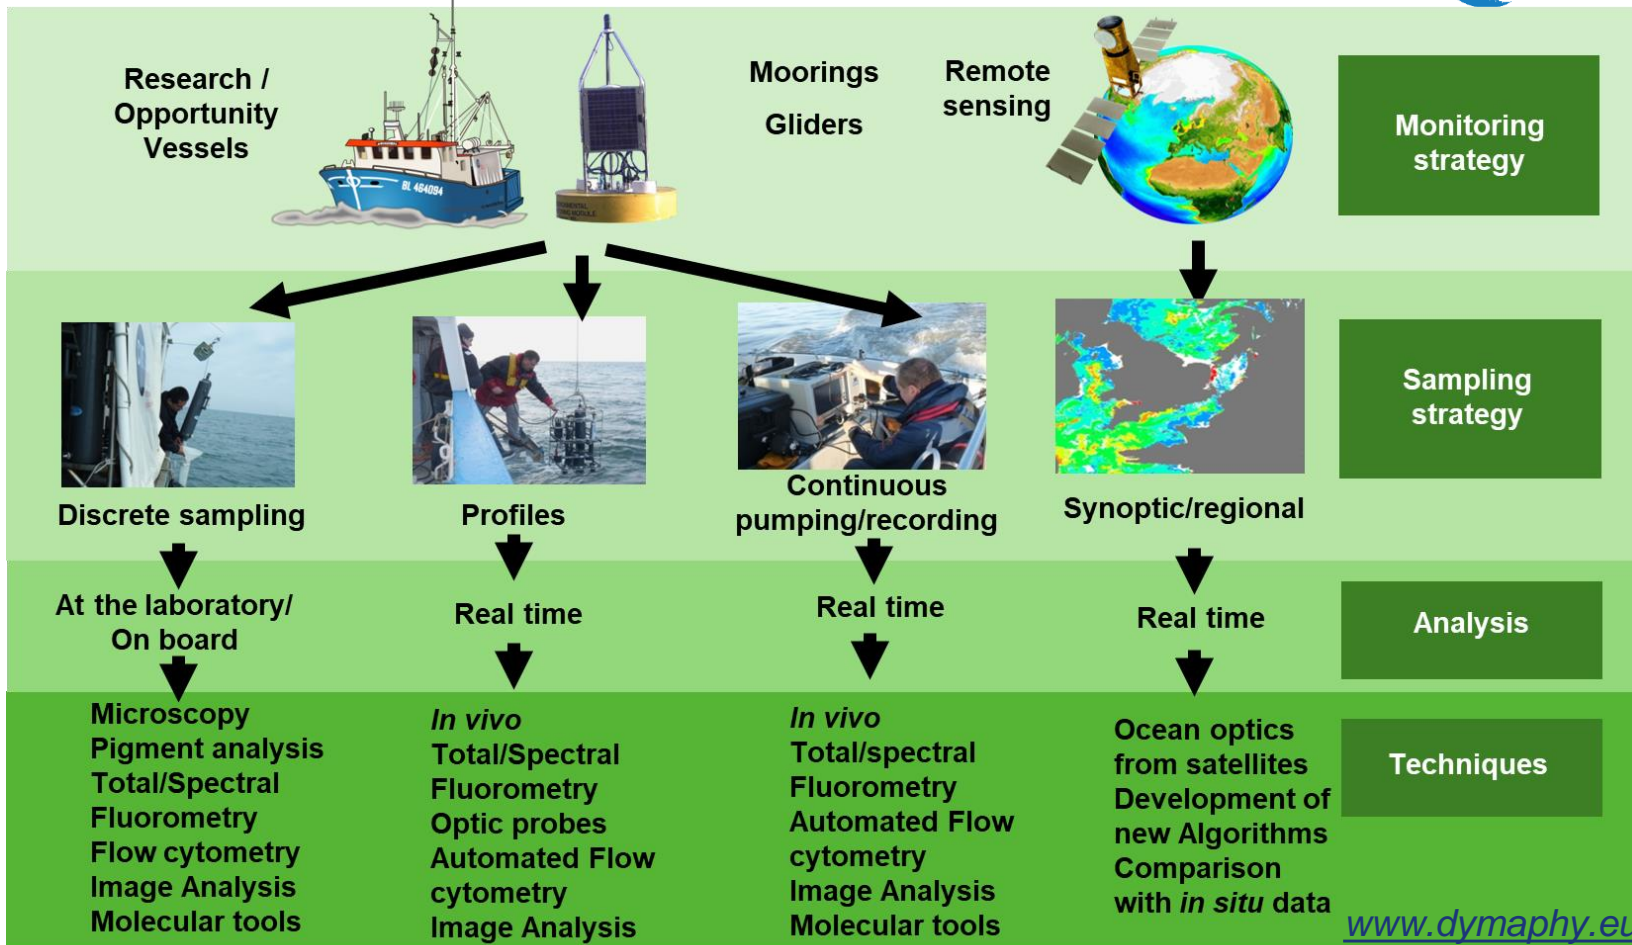 Research /
Opportunity
Vessels
BL 464094
Moorings
Gliders
Remote
sensing
Monitoring
strategy
Sampling
strategy
Discrete sampling
Profiles
Continuous
pumping/recording
Synoptic/regional
At the laboratory/
On board
Real time
Real time
Real time
Analysis
Microscopy
Pigment analysis
Total/Spectral
Fluorometry
Flow cytometry
Image Analysis
Molecular tools
In vivo
Total/Spectral
Fluorometry
Optic probes
Automated Flow
cytometry
Image Analysis
In vivo
Total/spectral
Fluorometry
Automated Flow
cytometry
Image Analysis
Molecular tools
Ocean optics
from satellites
Development of
new Algorithms
Comparison
with in situ data
Techniques
www.dymaphy.eu